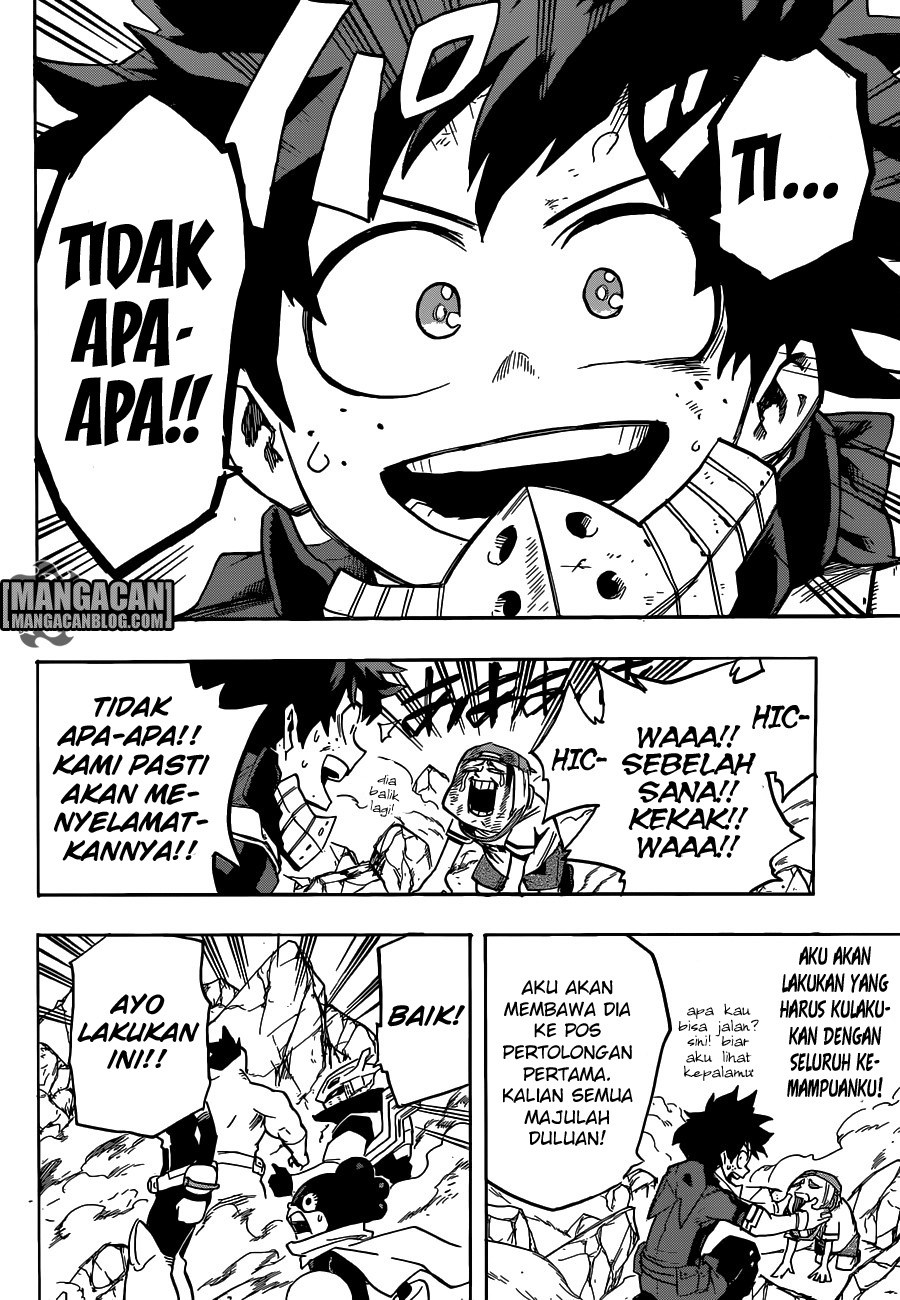 TI...
TIDAK
APA-
APA!!
MANGACAN
MANGACANBLOG.COM
HIC-
WAAA!!
SEBELAH
SANA!!
KEKAK!!
WAAA!!
HIC-
dia
balik
lagi!
TIDAK
APA-APA!!
KAMI PASTI
AKAN ME-
NYELAMAT-
KANNYA!!
AKU AKAN
LAKUKAN YANG
HARUS KULAKU-
KAN DENGAN
SELURUH KE-
MAMPUANKU!
apa kau
bisa jalan?
sini! biar
aku lihat
kepalamu
AKU AKAN
MEMBAWA DIA
KE POS
PERTOLONGAN
PERTAMA.
KALIAN SEMUA
MAJULAH
DULUAN!
BAIK!
AYO
LAKUKAN
INI!!